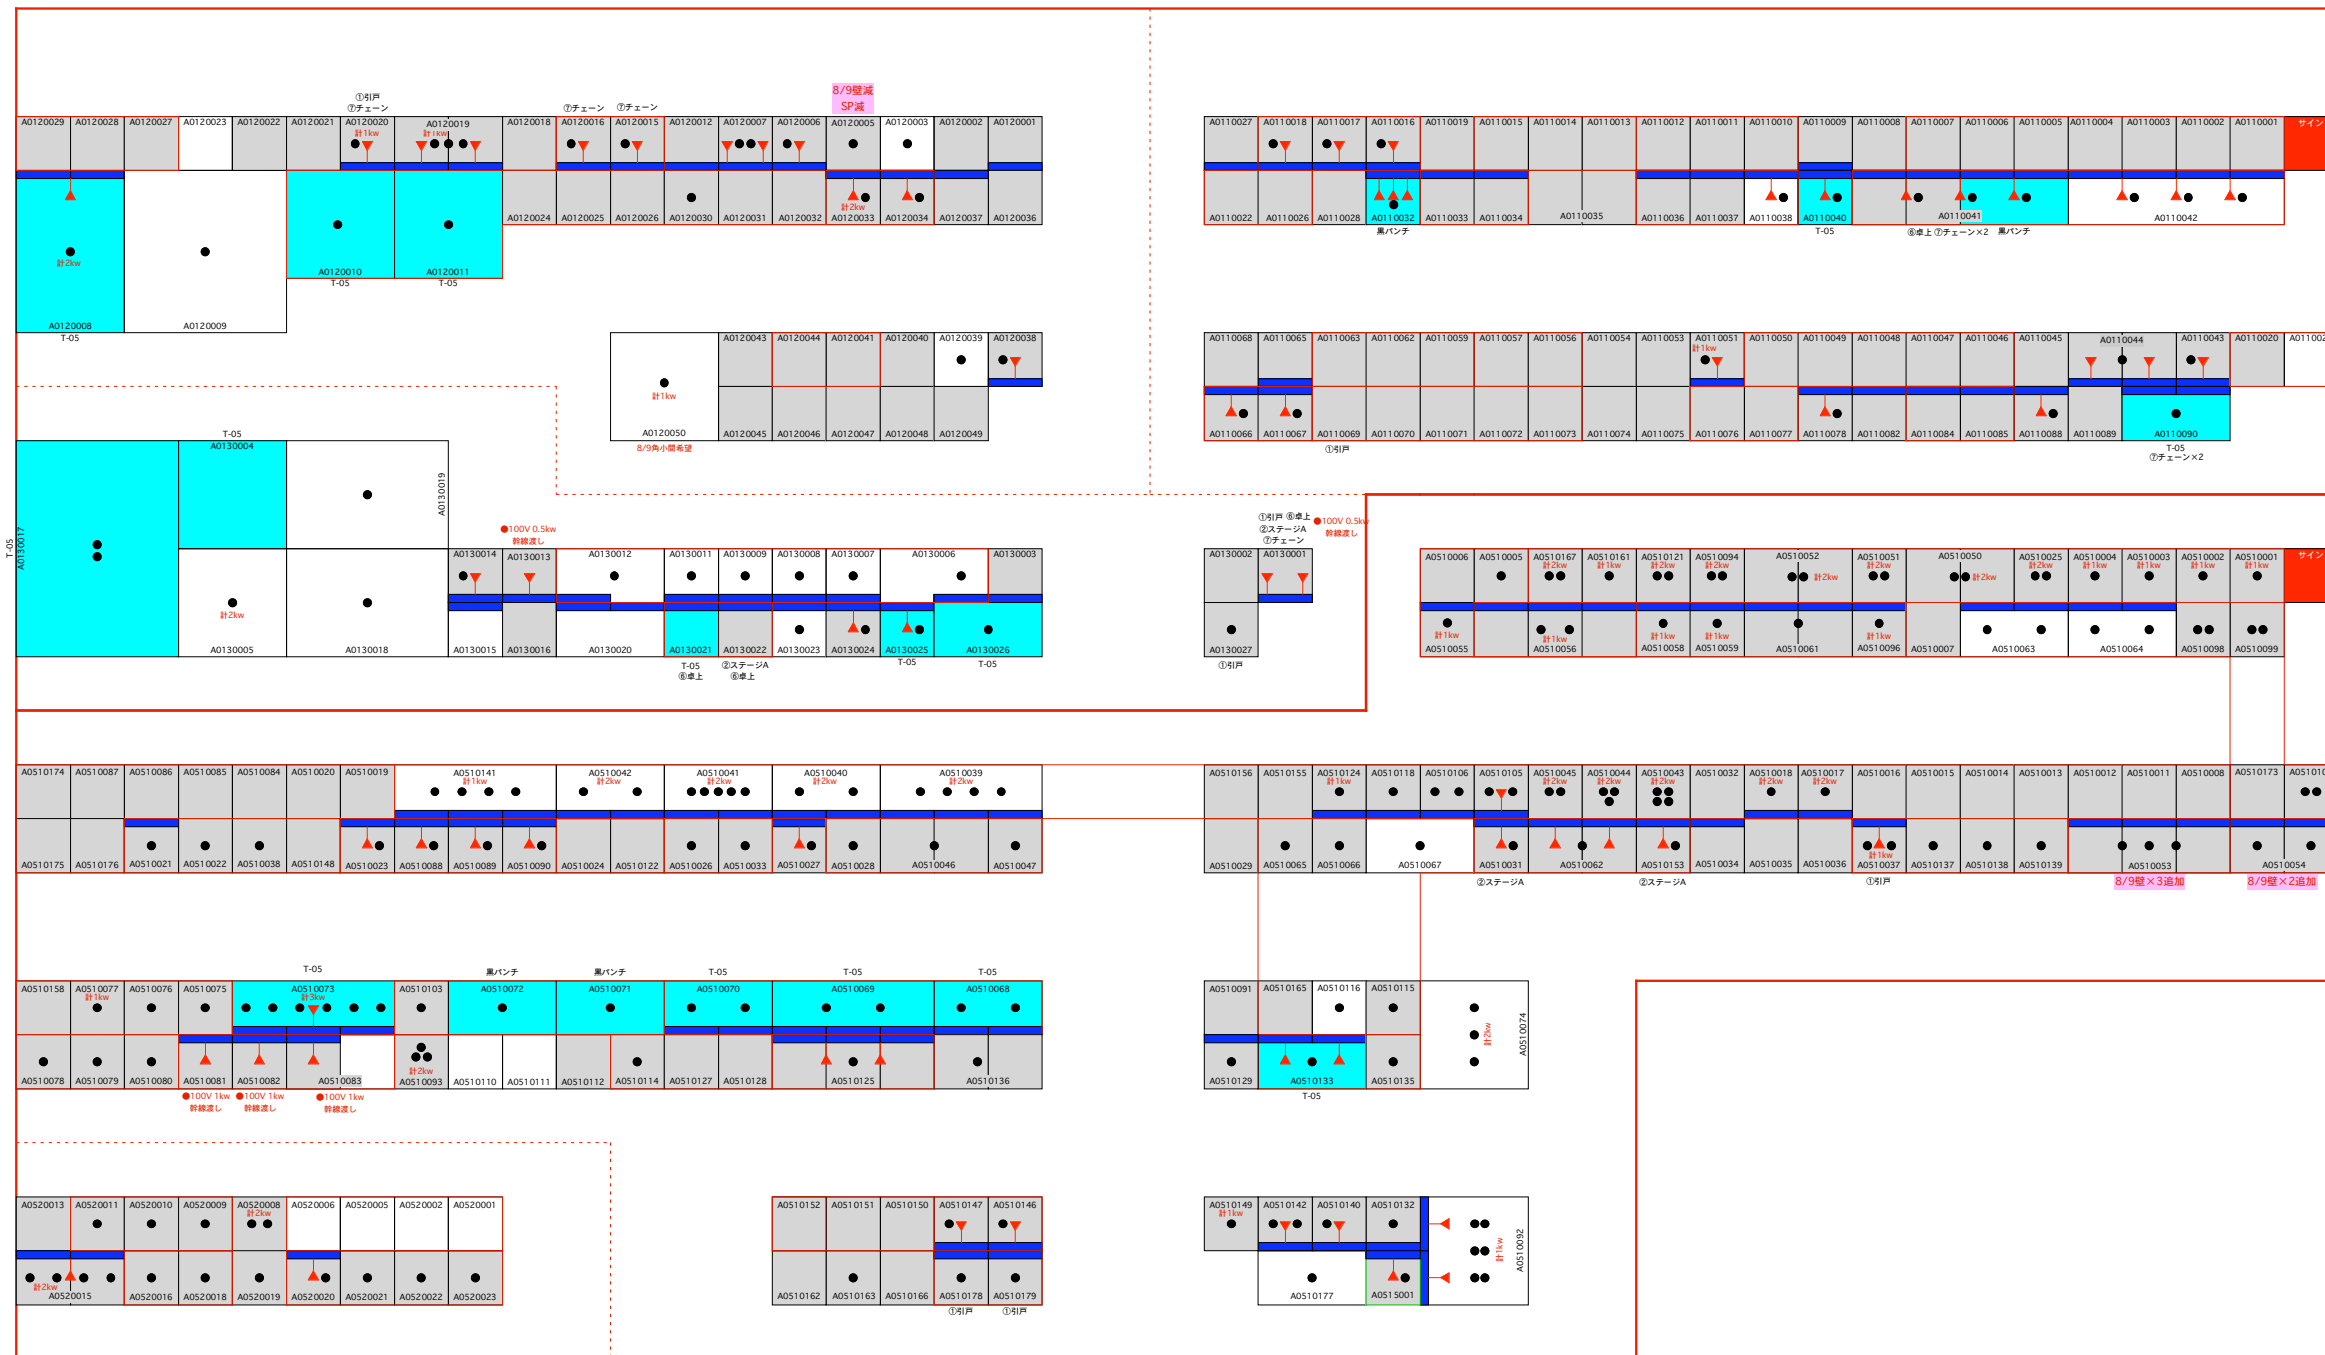 8/9壁減
SP減
①引戸
⑦チェーン
⑦チェーン
⑦チェーン
A0120029 A0120028 A0120027 A0120023 A0120022 A0120021 A0120020 A0120019 A0120018 A0120016 A0120015 A0120012 A0120007 A0120006 A0120005 A0120003 A0120002 A0120001
計1kw 計1kw
A0110027 A0110018 A0110017 A0110016 A0110019 A0110015 A0110014 A0110013 A0110012 A0110011 A0110010 A0110009 A0110008 A0110007 A0110006 A0110005 A0110004 A0110003 A0110002 A0110001 サイン
A0120024 A0120025 A0120026 A0120030 A0120031 A0120032 A0120033 A0120034 A0120037 A0120036
計2kw
A0110022 A0110026 A0110028 A0110032 A0110033 A0110034 A0110035 A0110036 A0110037 A0110038 A0110040 A0110041 A0110042
黒パンチ T-05 ⑥卓上 ⑦チェーン×2 黒パンチ
計2kw
A0120010 A0120011
T-05 T-05
A0120008 A0120009
T-05
A0120043 A0120044 A0120041 A0120040 A0120039 A0120038
計1kw
A0120050 A0120045 A0120046 A0120047 A0120048 A0120049
8/9角小間希望
A0110068 A0110065 A0110063 A0110062 A0110059 A0110057 A0110056 A0110054 A0110053 A0110051 A0110050 A0110049 A0110048 A0110047 A0110046 A0110045 A0110044 A0110043 A0110020
計1kw
A0110066 A0110067 A0110069 A0110070 A0110071 A0110072 A0110073 A0110074 A0110075 A0110076 A0110077 A0110078 A0110082 A0110084 A0110085 A0110088 A0110089 A0110090
①引戸
T-05
⑦チェーン×2
T-05
A0130004
A0130019
T-05
A0130017
●100V 0.5kw
幹線渡し
①引戸 ⑥卓上
②ステージA
⑦チェーン
●100V 0.5kw
幹線渡し
A0130014 A0130013 A0130012 A0130011 A0130009 A0130008 A0130007 A0130006 A0130003
A0130002 A0130001
A0510006 A0510005 A0510167 A0510161 A0510121 A0510094 A0510052 A0510051 A0510050 A0510025 A0510004 A0510003 A0510002 A0510001 サイン
計2kw 計1kw 計2kw 計2kw 計2kw 計2kw 計2kw 計2kw 計1kw 計1kw 計1kw 計1kw
計2kw
A0130005 A0130018 A0130015 A0130016 A0130020 A0130021 A0130022 A0130023 A0130024 A0130025 A0130026
T-05
⑥卓上
②ステージA
⑥卓上
T-05 T-05
A0130027
①引戸
計1kw 計1kw 計1kw 計1kw 計1kw
A0510055 A0510056 A0510058 A0510059 A0510061 A0510096 A0510007 A0510063 A0510064 A0510098 A0510099
A0510174 A0510087 A0510086 A0510085 A0510084 A0510020 A0510019 A0510141 A0510042 A0510041 A0510040 A0510039
計1kw 計2kw 計2kw 計2kw 計2kw
A0510156 A0510155 A0510124 A0510118 A0510106 A0510105 A0510045 A0510044 A0510043 A0510032 A0510018 A0510017 A0510016 A0510015 A0510014 A0510013 A0510012 A0510011 A0510008 A0510173
計1kw 計2kw 計2kw 計2kw 計2kw 計2kw
A0510175 A0510176 A0510021 A0510022 A0510038 A0510148 A0510023 A0510088 A0510089 A0510090 A0510024 A0510122 A0510026 A0510033 A0510027 A0510028 A0510046 A0510047
計1kw
A0510029 A0510065 A0510066 A0510067 A0510031 A0510062 A0510153 A0510034 A0510035 A0510036 A0510037 A0510137 A0510138 A0510139 A0510053 A0510054
②ステージA ②ステージA ①引戸 8/9壁×3追加 8/9壁×2追加
T-05 黒パンチ 黒パンチ T-05 T-05 T-05
A0510158 A0510077 A0510076 A0510075 A0510073 A0510103 A0510072 A0510071 A0510070 A0510069 A0510068
計1kw 計3kw
A0510091 A0510165 A0510116 A0510115
計2kw
A0510074
計2kw
A0510078 A0510079 A0510080 A0510081 A0510082 A0510083 A0510093 A0510110 A0510111 A0510112 A0510114 A0510127 A0510128 A0510125 A0510136
A0510129 A0510133 A0510135
T-05
●100V 1kw
幹線渡し
●100V 1kw
幹線渡し
●100V 1kw
幹線渡し
A0520013 A0520011 A0520010 A0520009 A0520008 A0520006 A0520005 A0520002 A0520001
計2kw
A0510152 A0510151 A0510150 A0510147 A0510146
A0510149 A0510142 A0510140 A0510132
計1kw
計1kw
A0510092
計2kw
A0520015 A0520016 A0520018 A0520019 A0520020 A0520021 A0520022 A0520023
A0510162 A0510163 A0510166 A0510178 A0510179
①引戸 ①引戸
A0510177 A0515001